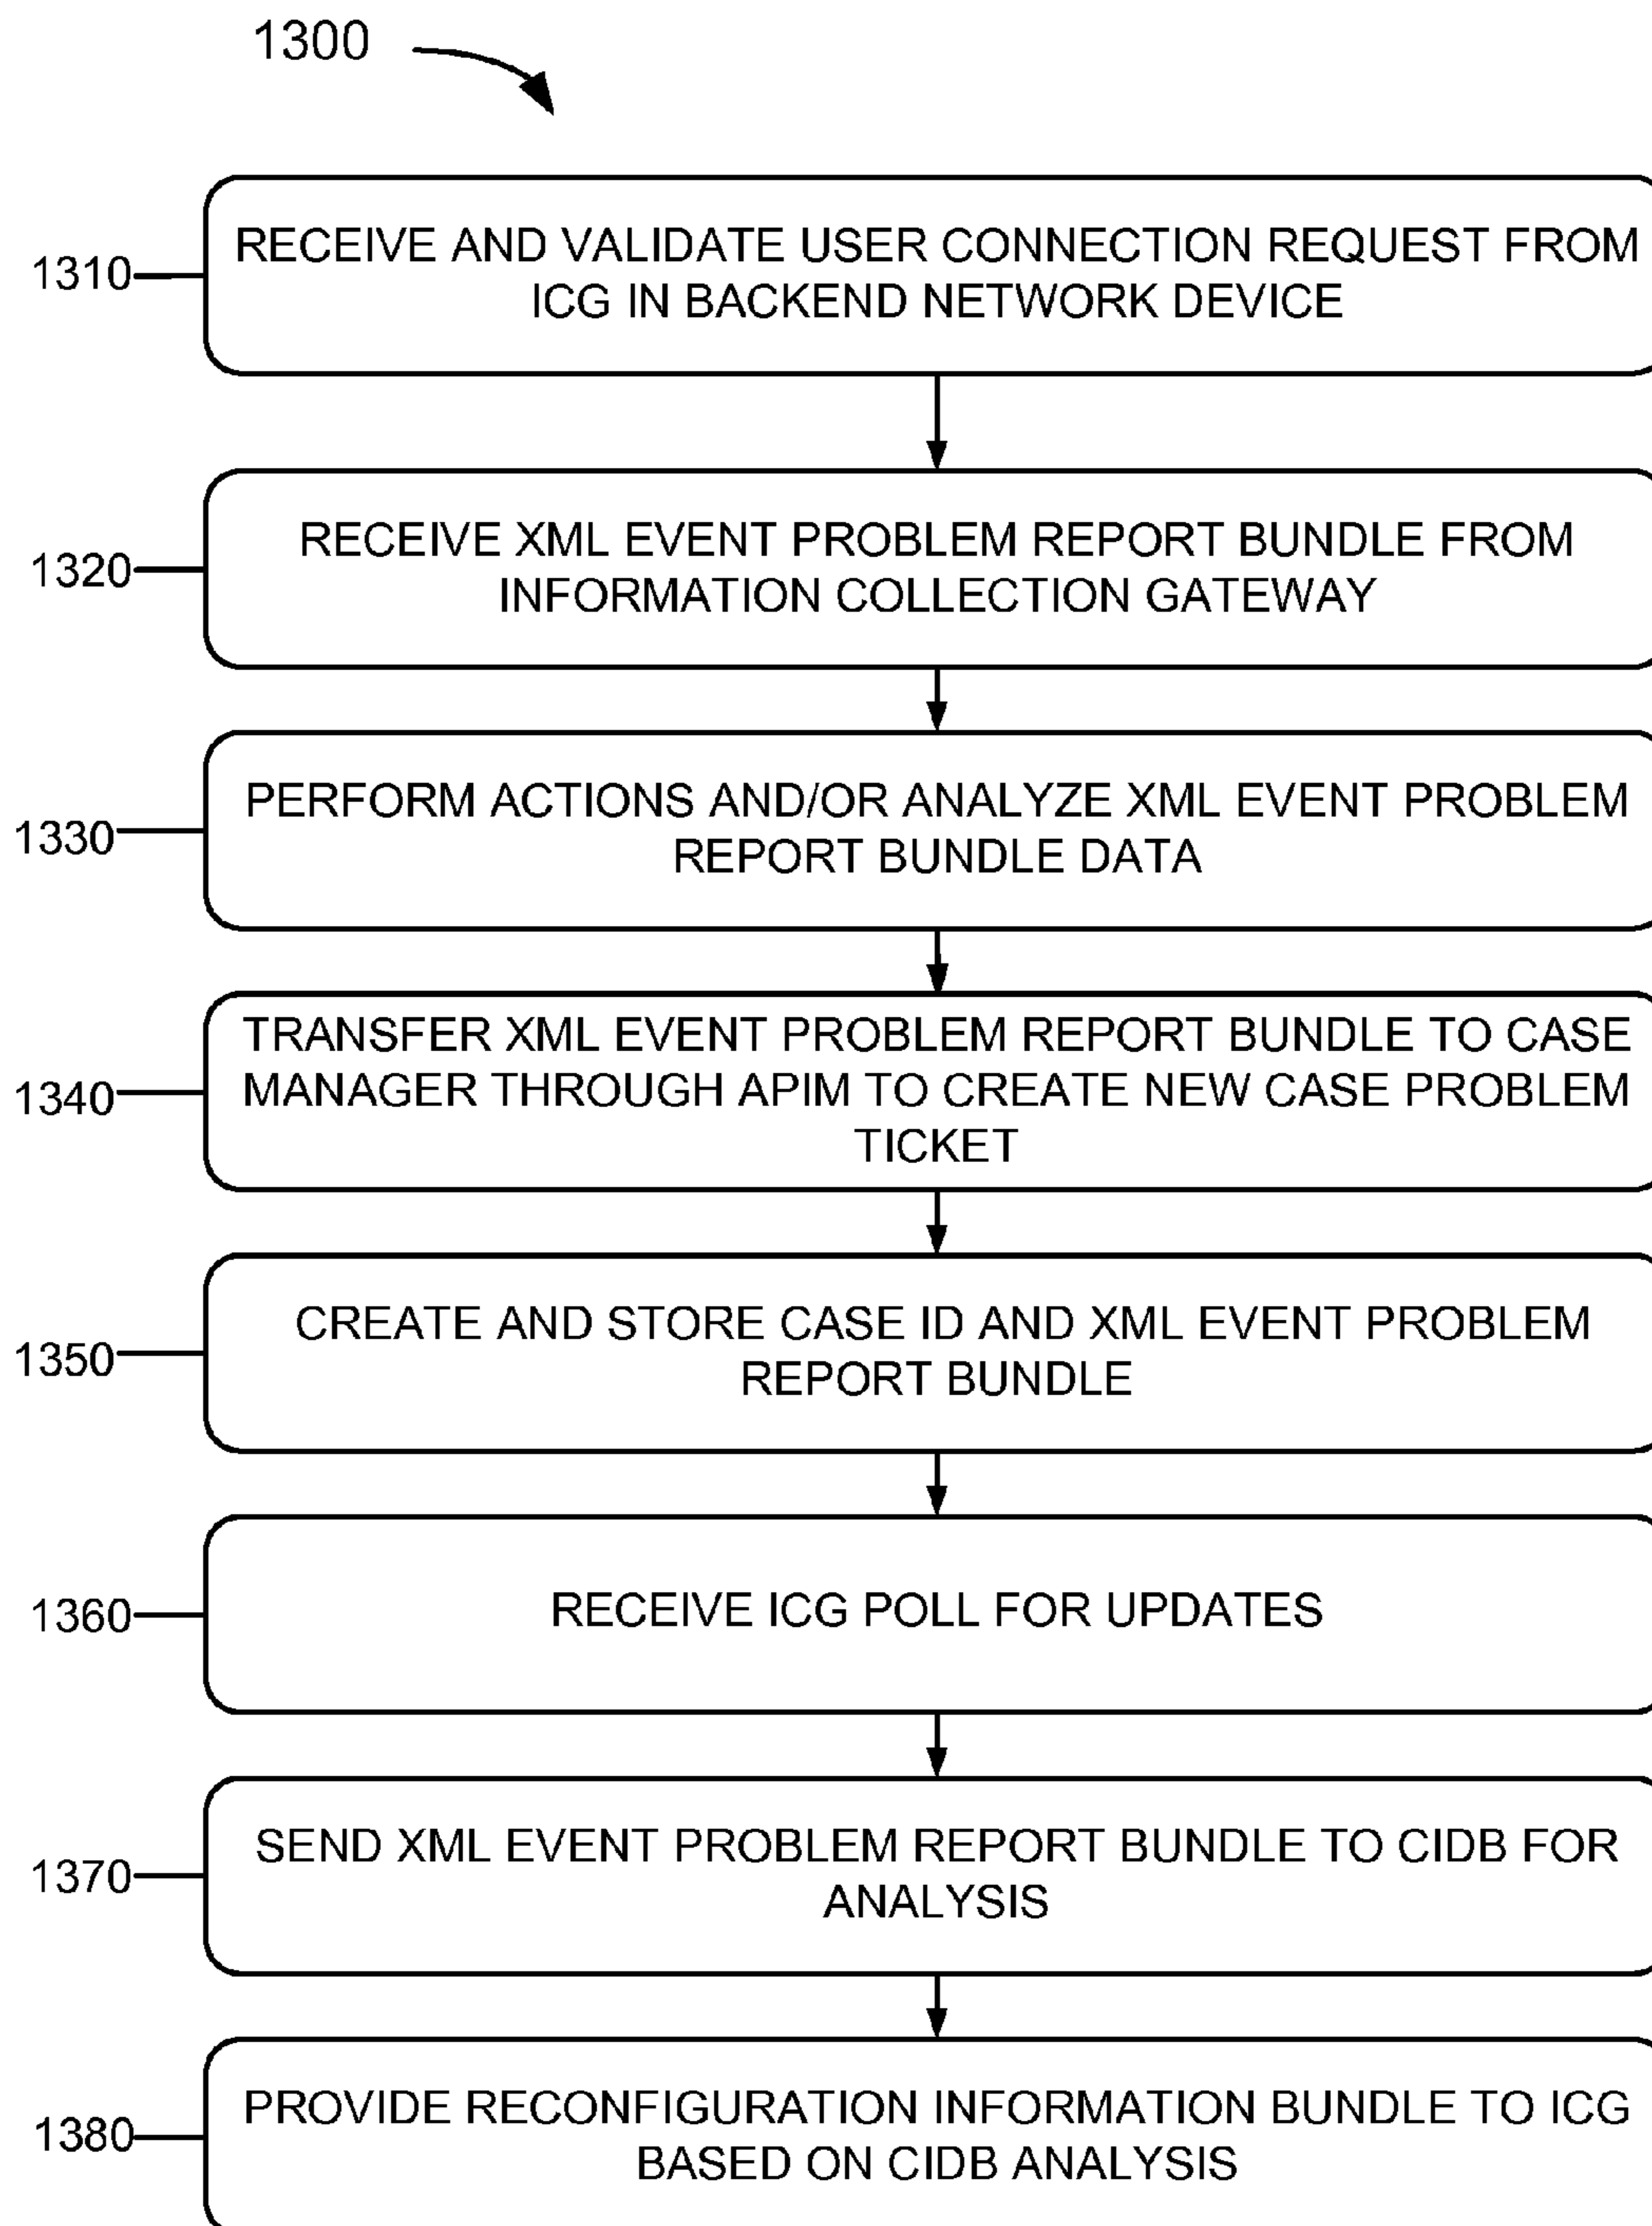 1300
1310
RECEIVE AND VALIDATE USER CONNECTION REQUEST FROM
ICG IN BACKEND NETWORK DEVICE
1320
RECEIVE XML EVENT PROBLEM REPORT BUNDLE FROM
INFORMATION COLLECTION GATEWAY
1330
PERFORM ACTIONS AND/OR ANALYZE XML EVENT PROBLEM
REPORT BUNDLE DATA
1340
TRANSFER XML EVENT PROBLEM REPORT BUNDLE TO CASE
MANAGER THROUGH APIM TO CREATE NEW CASE PROBLEM
TICKET
1350
CREATE AND STORE CASE ID AND XML EVENT PROBLEM
REPORT BUNDLE
1360
RECEIVE ICG POLL FOR UPDATES
1370
SEND XML EVENT PROBLEM REPORT BUNDLE TO CIDB FOR
ANALYSIS
1380
PROVIDE RECONFIGURATION INFORMATION BUNDLE TO ICG
BASED ON CIDB ANALYSIS